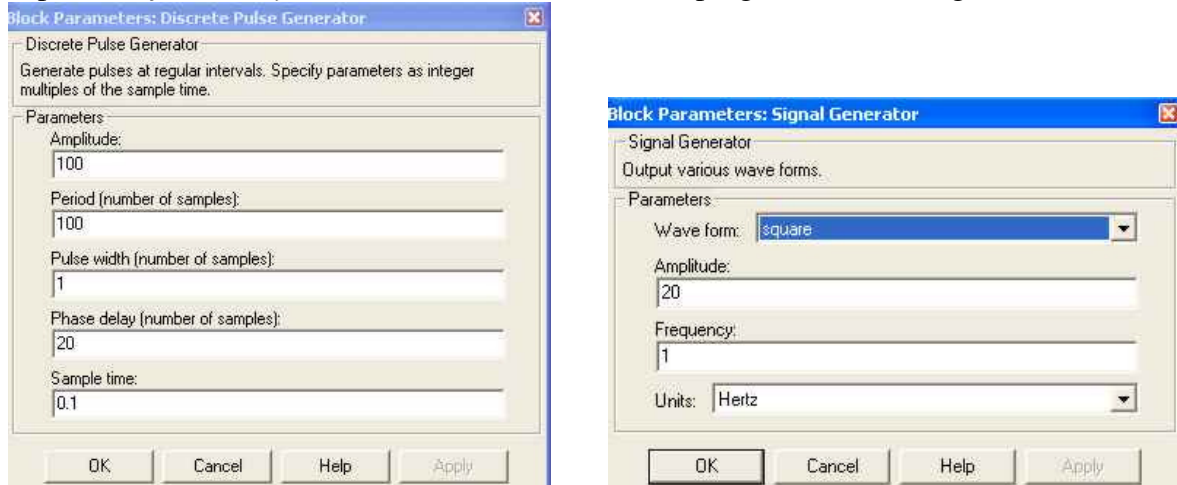 Block Parameters: Discrete Pulse Generator
Discrete Pulse Generator
Generate pulses at regular intervals. Specify parameters as integer
multiples of the sample time.
Parameters
Amplitude:
100
Period (number of samples):
100
Pulse width (number of samples):
1
Phase delay (number of samples):
20
Sample time:
0.1
OK Cancel Help Apply
Block Parameters: Signal Generator
Signal Generator
Output various wave forms.
Parameters
Wave form: square
Amplitude:
20
Frequency:
1
Units: Hertz
OK Cancel Help Apply